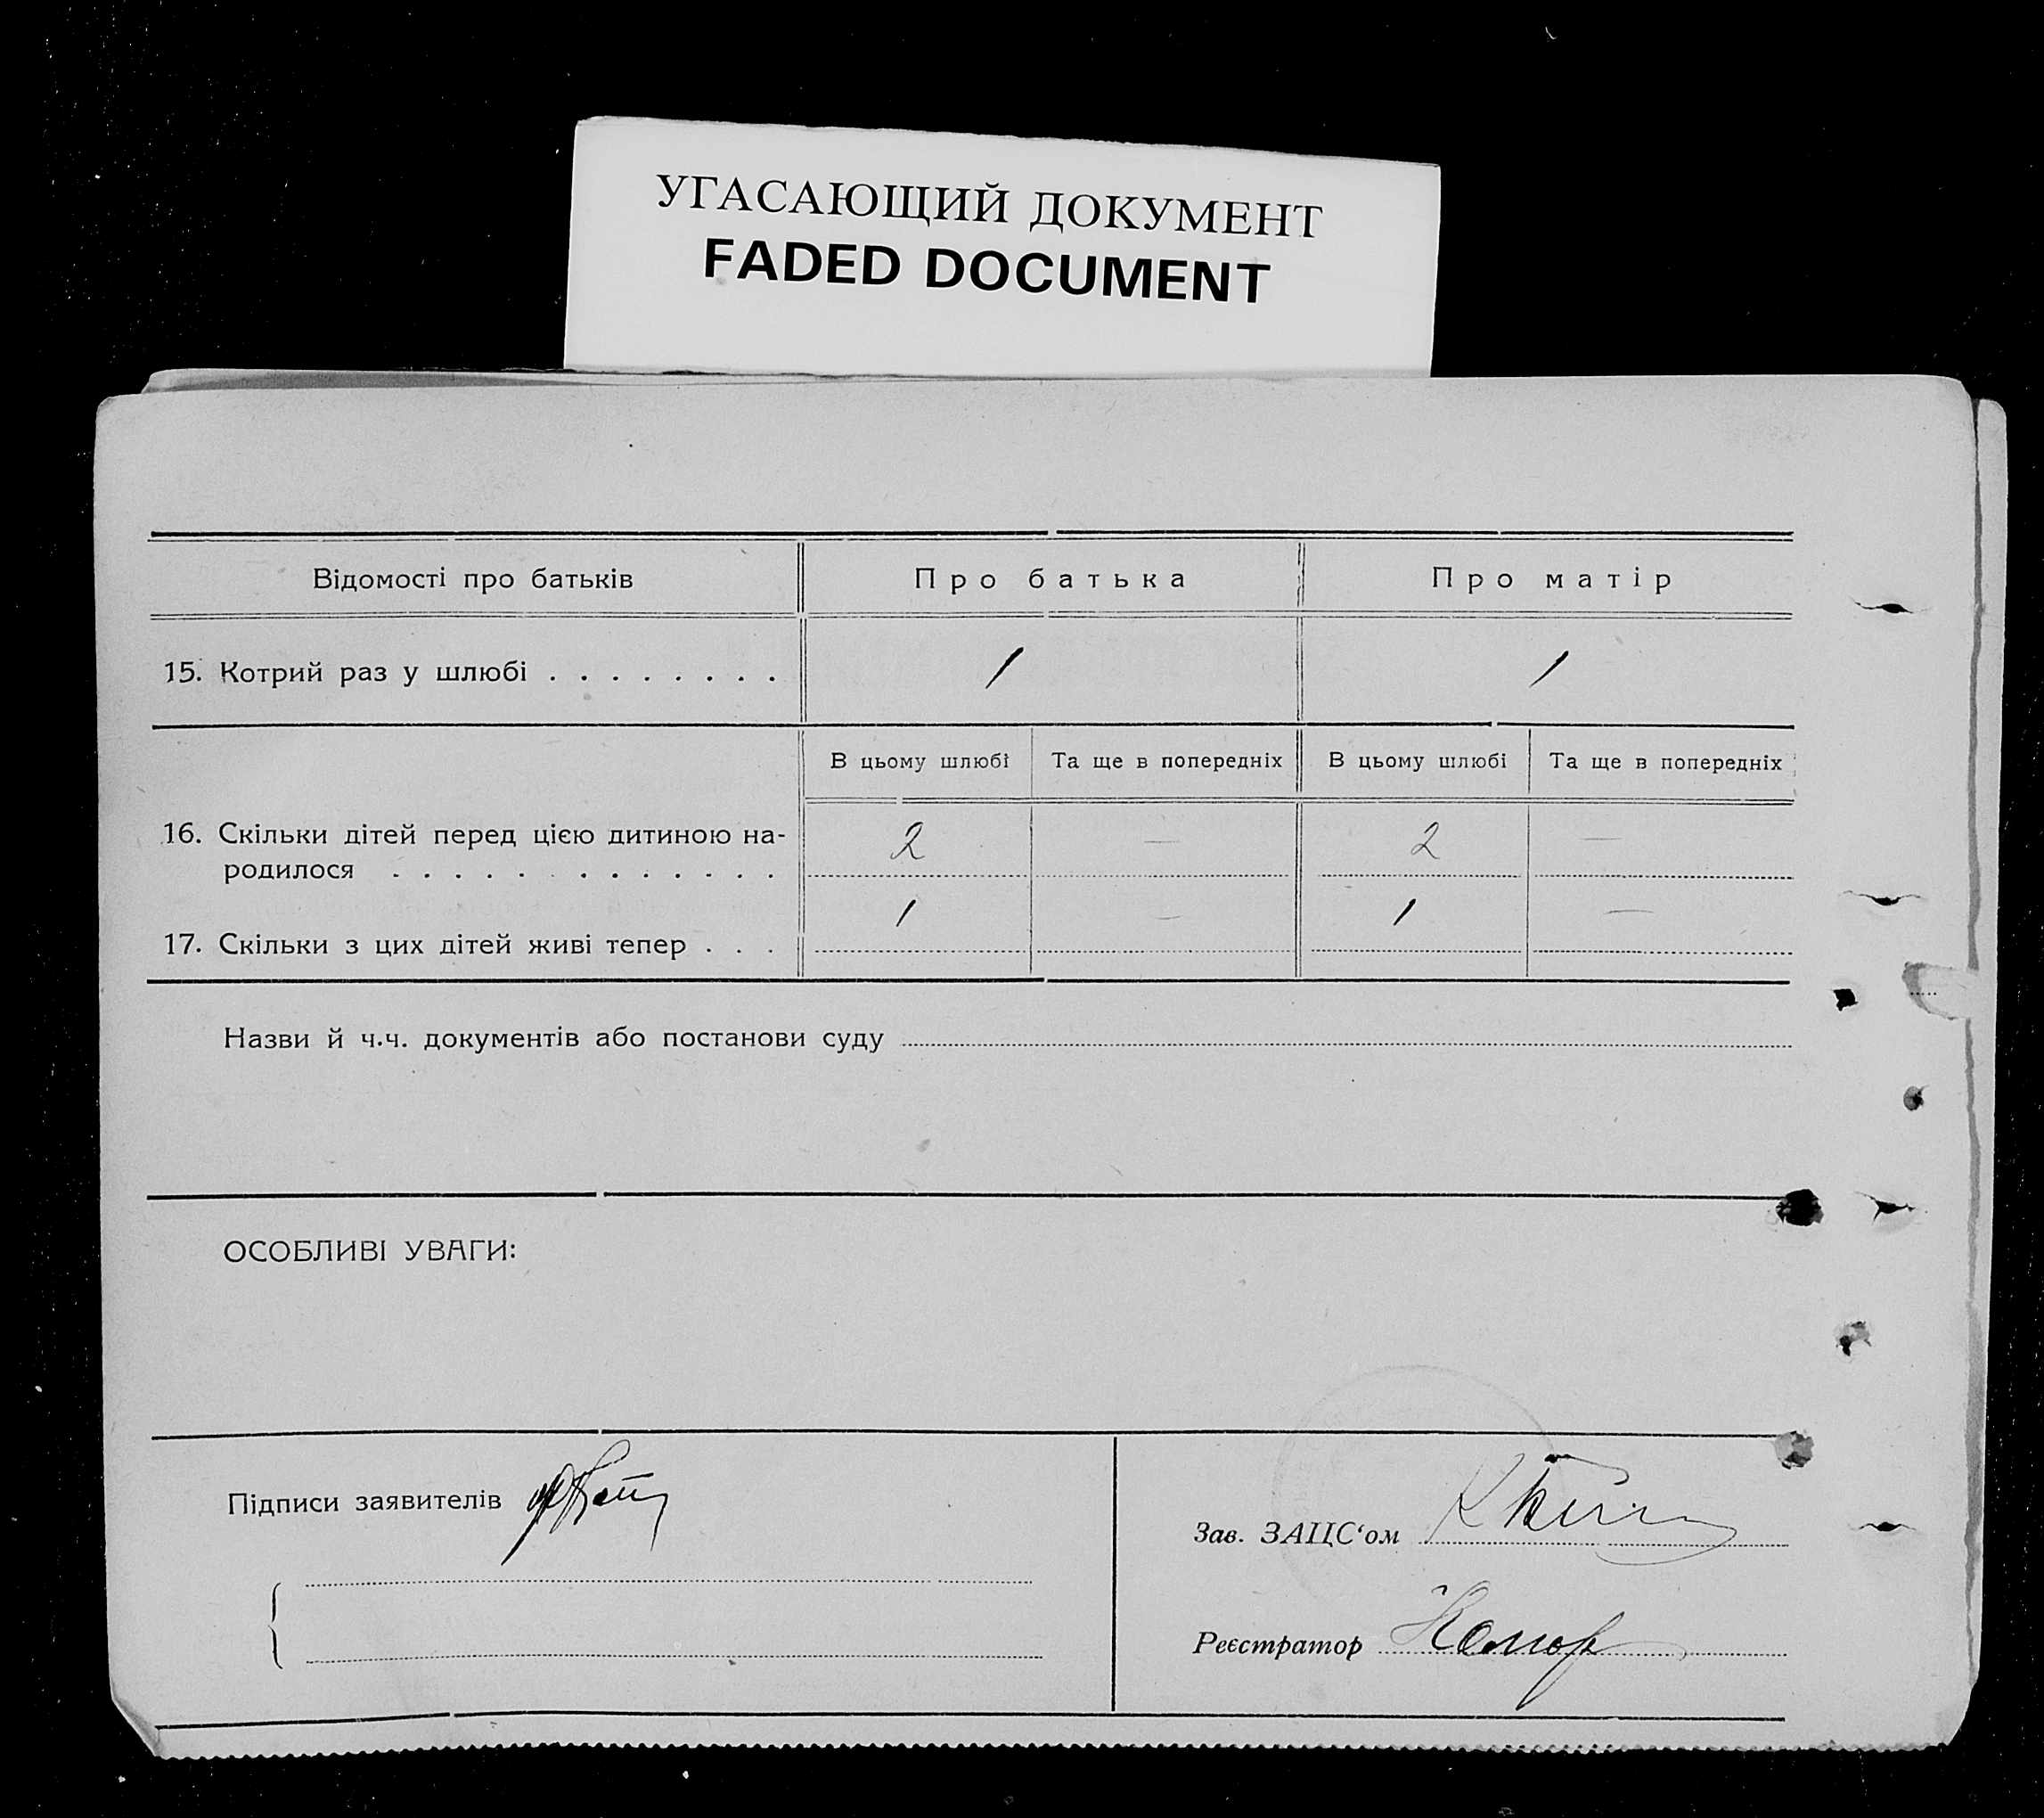 УГАСАЮЩИЙ ДОКУМЕНТ
FADED DOCUMENT
Відомості про батьків
Про батька
Про матір
15. Котрий раз у шлюбі . . . . . . . .
1
1
В цьому шлюбі
Та ще в попередніх
В цьому шлюбі
Та ще в попередніх
16. Скільки дітей перед цією дитиною на-
родилося . . . . . . . . . . . . .
2
—
2
—
17. Скільки з цих дітей живі тепер . . .
1
—
1
—
Назви й ч.ч. документів або постанови суду
ОСОБЛИВІ УВАГИ:
Підписи заявителів
Зав. ЗАЦС‘ом
Реєстратор